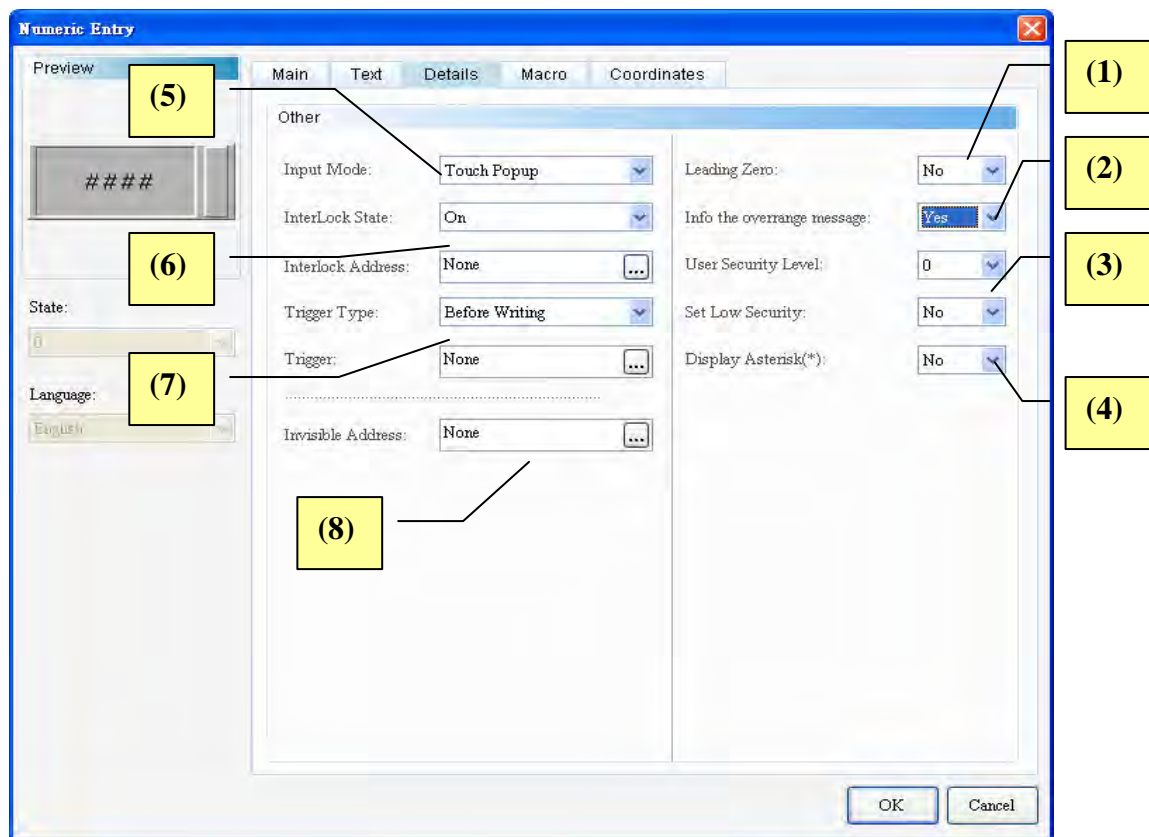 Numeric Entry
Preview
####
State:
0
Language:
English
Main Text Details Macro Coordinates
Other
Input Mode: Touch Popup
InterLock State: On
Interlock Address: None ...
Trigger Type: Before Writing
Trigger: None ...
Invisible Address: None ...
Leading Zero: No
Info the overrange message: Yes
User Security Level: 0
Set Low Security: No
Display Asterisk(*): No
OK Cancel
(5)
(6)
(7)
(8)
(1)
(2)
(3)
(4)